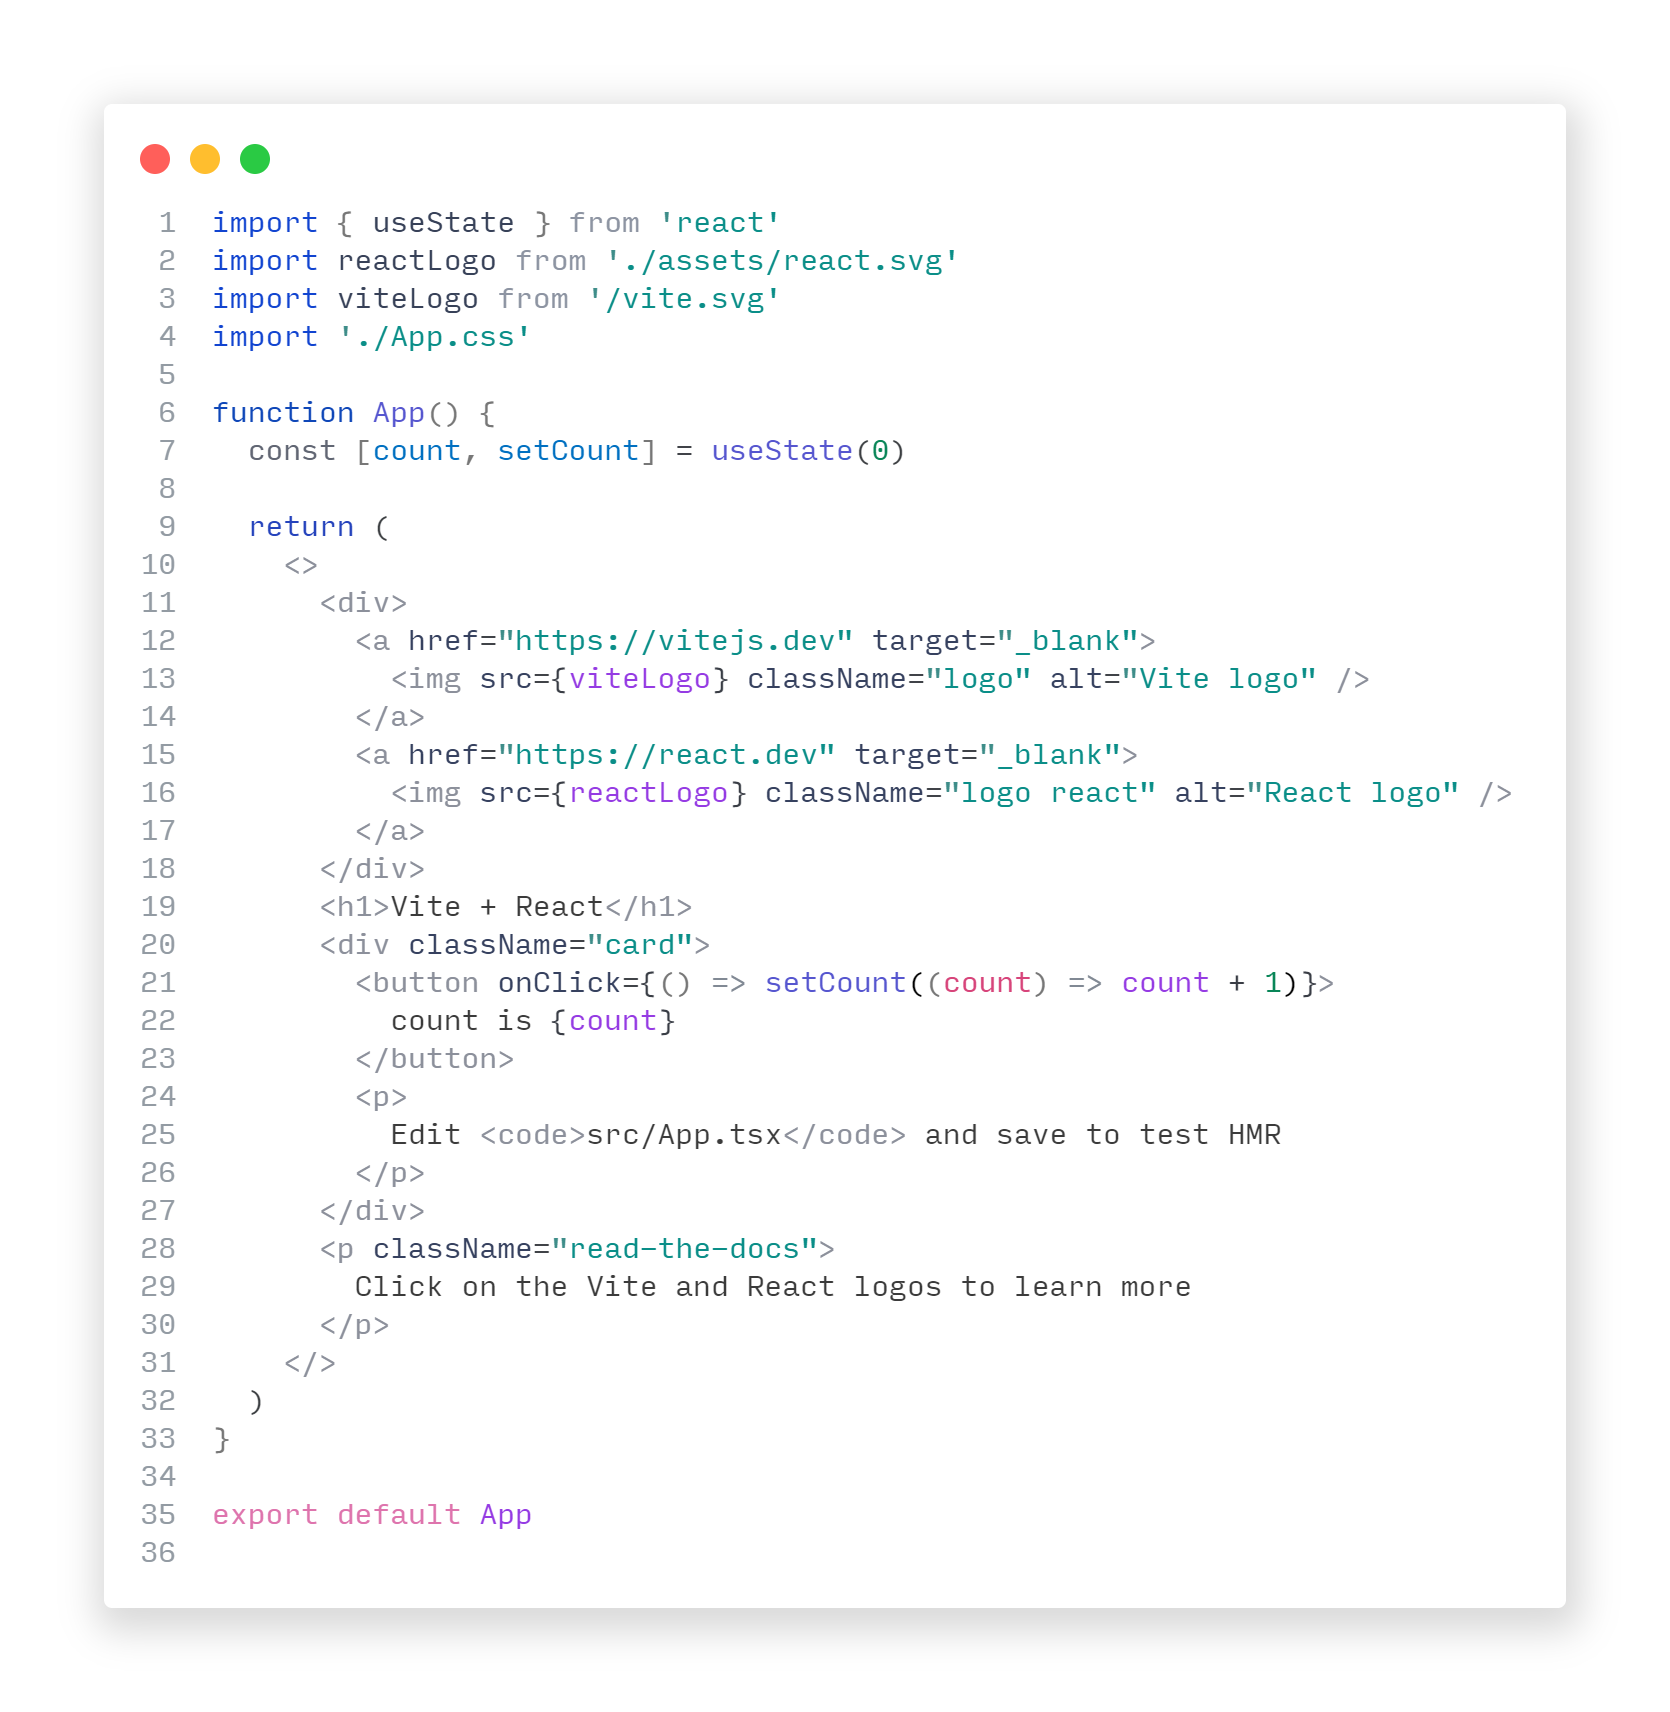 1 import { useState } from 'react'
2 import reactLogo from './assets/react.svg'
3 import viteLogo from '/vite.svg'
4 import './App.css'
5
6 function App() {
7   const [count, setCount] = useState(0)
8
9   return (
10     <>
11       <div>
12         <a href="https://vitejs.dev" target="_blank">
13           <img src={viteLogo} className="logo" alt="Vite logo" />
14         </a>
15         <a href="https://react.dev" target="_blank">
16           <img src={reactLogo} className="logo react" alt="React logo" />
17         </a>
18       </div>
19       <h1>Vite + React</h1>
20       <div className="card">
21         <button onClick={() => setCount((count) => count + 1)}>
22           count is {count}
23         </button>
24         <p>
25           Edit <code>src/App.tsx</code> and save to test HMR
26         </p>
27       </div>
28       <p className="read-the-docs">
29         Click on the Vite and React logos to learn more
30       </p>
31     </>
32   )
33 }
34
35 export default App
36